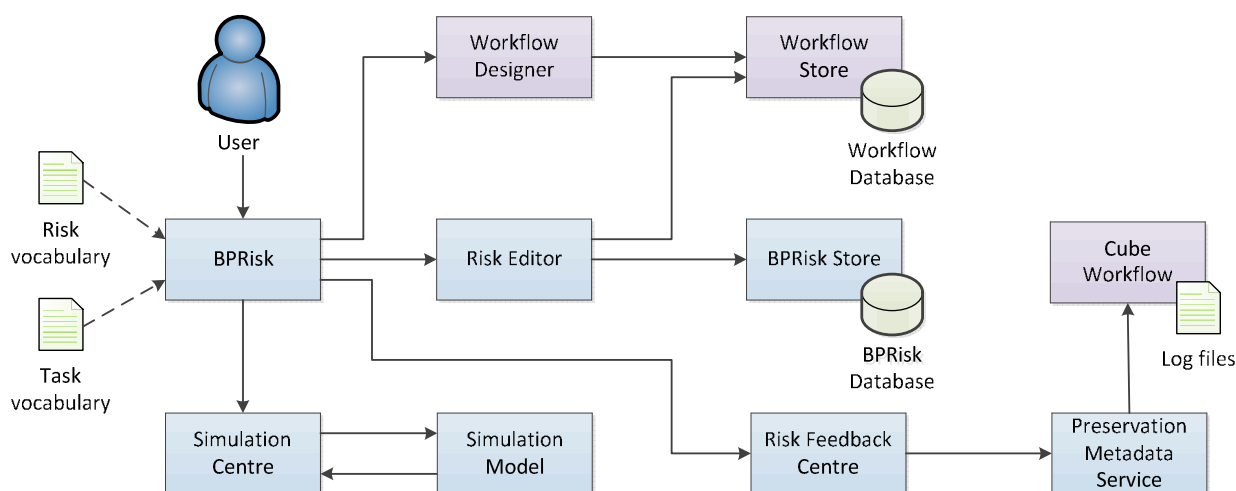 Workflow
Designer
Workflow
Store
User
Workflow
Database
Risk
vocabulary
BPRisk
Risk Editor
BPRisk Store
Cube
Workflow
Task
vocabulary
BPRisk
Database
Log files
Simulation
Centre
Simulation
Model
Risk Feedback
Centre
Preservation
Metadata
Service